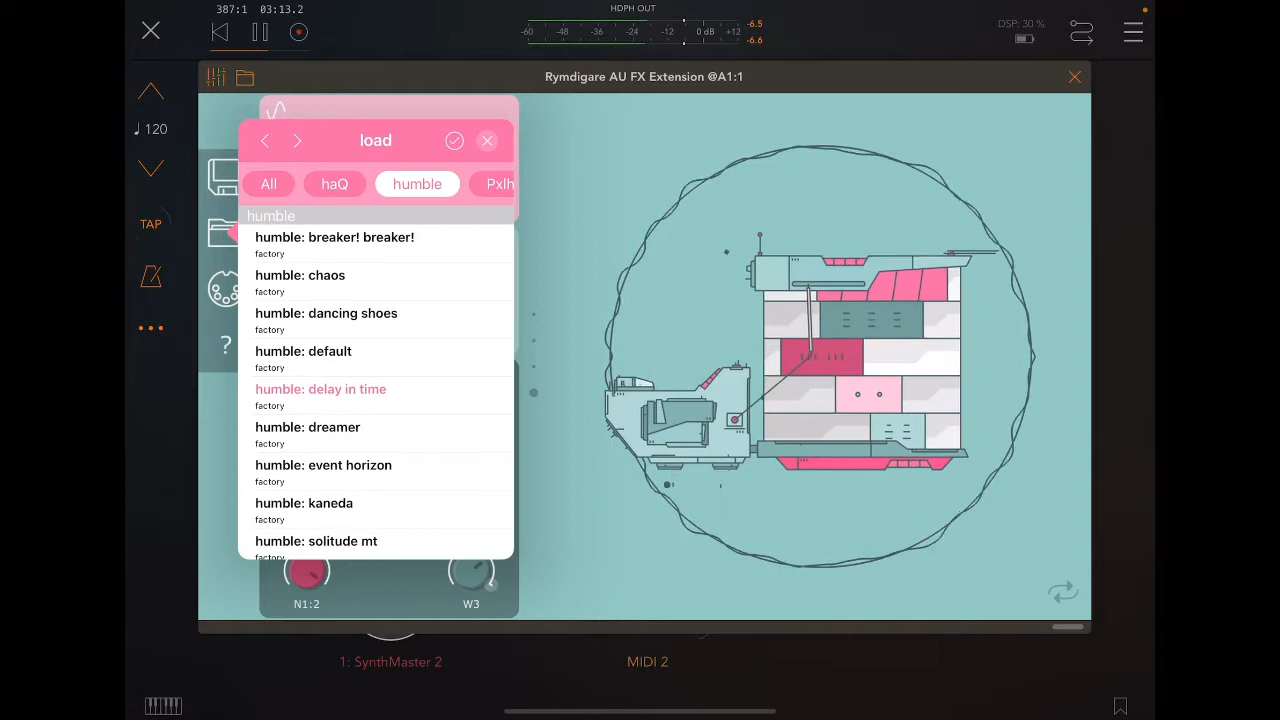 387:1 03:13.2
HDPH OUT
-60 -48 -36 -24 -12 0 dB +12
-6.5
-6.6
DSP: 30 %
Rymdigare AU FX Extension @A1:1
120
TAP
load
All haQ humble Pxlh
humble
humble: breaker! breaker!
factory
humble: chaos
factory
humble: dancing shoes
factory
humble: default
factory
humble: delay in time
factory
humble: dreamer
factory
humble: event horizon
factory
humble: kaneda
factory
humble: solitude mt
factory
?
N1:2 W3
1: SynthMaster 2
MIDI 2